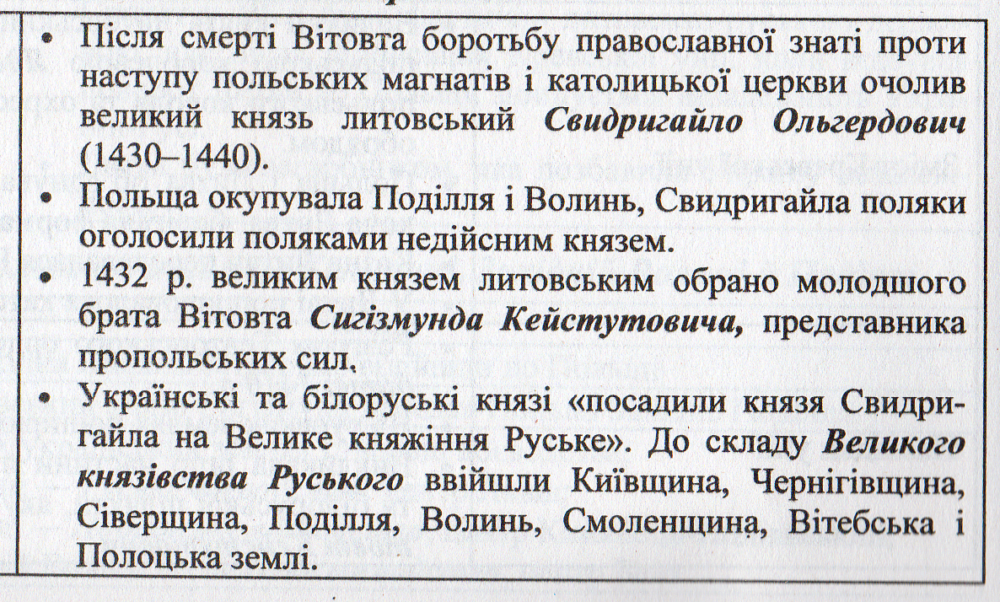 • Після смерті Вітовта боротьбу православної знаті проти
наступу польських магнатів і католицької церкви очолив
великий князь литовський Свидригайло Ольгердович
(1430–1440).
• Польща окупувала Поділля і Волинь, Свидригайла поляки
оголосили поляками недійсним князем.
• 1432 р. великим князем литовським обрано молодшого
брата Вітовта Сигізмунда Кейстутовича, представника
пропольських сил.
• Українські та білоруські князі «посадили князя Свидри-
гайла на Велике княжіння Руське». До складу Великого
князівства Руського ввійшли Київщина, Чернігівщина,
Сіверщина, Поділля, Волинь, Смоленщина, Вітебська і
Полоцька землі.